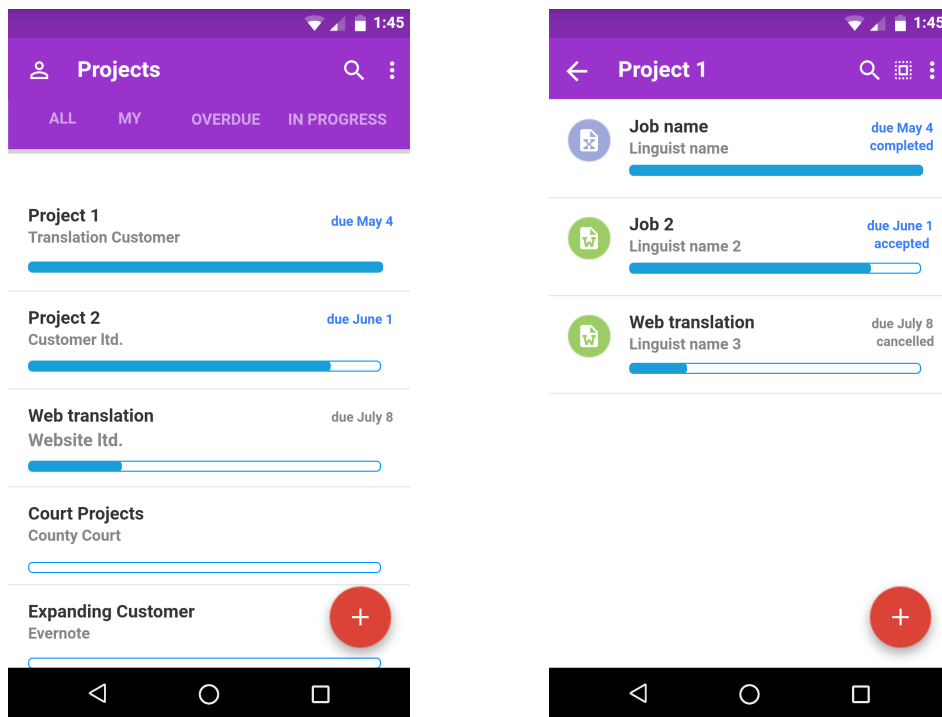 1:45
Projects
ALL MY OVERDUE IN PROGRESS
Project 1
due May 4
Translation Customer
Project 2
due June 1
Customer ltd.
Web translation
due July 8
Website ltd.
Court Projects
County Court
Expanding Customer
Evernote
1:45
Project 1
Job name
due May 4
Linguist name
completed
Job 2
due June 1
Linguist name 2
accepted
Web translation
due July 8
Linguist name 3
cancelled